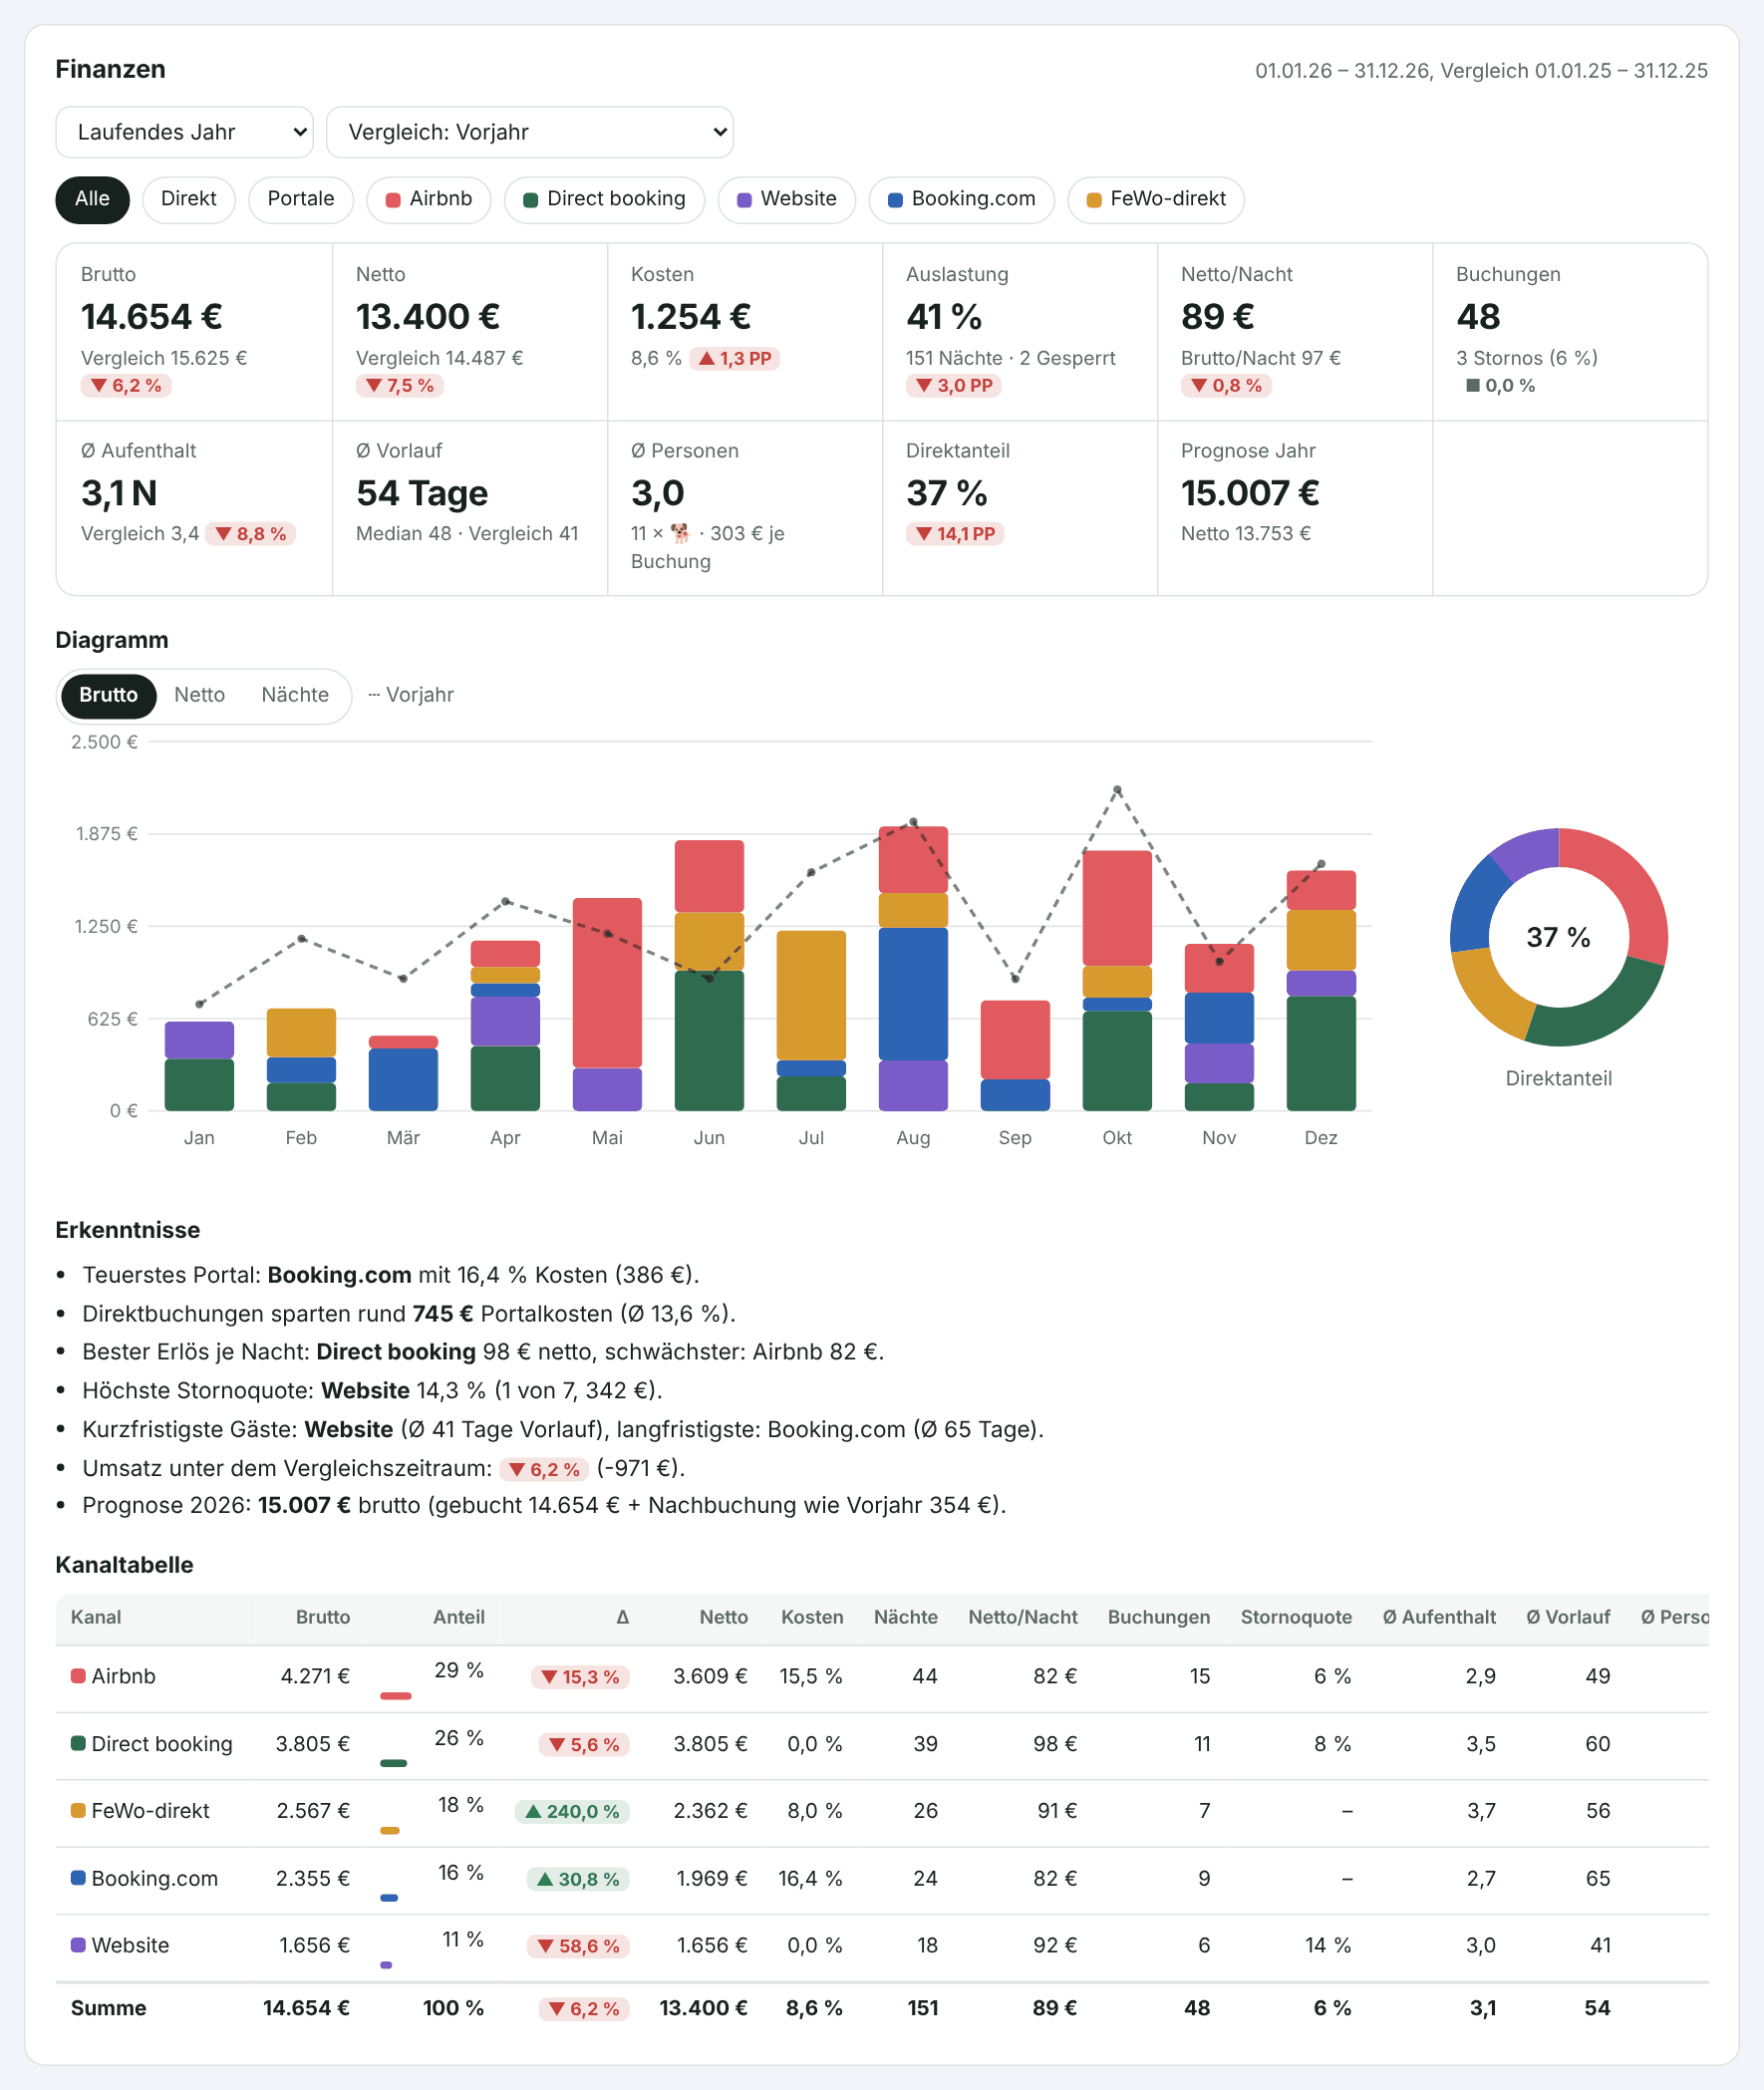 Finanzen
01.01.26 – 31.12.26, Vergleich 01.01.25 – 31.12.25
Laufendes Jahr
Vergleich: Vorjahr
Alle Direkt Portale Airbnb Direct booking Website Booking.com FeWo-direkt
Brutto
14.654 €
Vergleich 15.625 €
▼ 6,2 %
Netto
13.400 €
Vergleich 14.487 €
▼ 7,5 %
Kosten
1.254 €
8,6 % ▲ 1,3 PP
Auslastung
41 %
151 Nächte · 2 Gesperrt
▼ 3,0 PP
Netto/Nacht
89 €
Brutto/Nacht 97 €
▼ 0,8 %
Buchungen
48
3 Stornos (6 %)
■ 0,0 %
Ø Aufenthalt
3,1 N
Vergleich 3,4 ▼ 8,8 %
Ø Vorlauf
54 Tage
Median 48 · Vergleich 41
Ø Personen
3,0
11 × 🐕 · 303 € je
Buchung
Direktanteil
37 %
▼ 14,1 PP
Prognose Jahr
15.007 €
Netto 13.753 €
Diagramm
Brutto Netto Nächte ┄ Vorjahr
2.500 €
1.875 €
1.250 €
625 €
0 €
Jan Feb Mär Apr Mai Jun Jul Aug Sep Okt Nov Dez
37 %
Direktanteil
Erkenntnisse
• Teuerstes Portal: Booking.com mit 16,4 % Kosten (386 €).
• Direktbuchungen sparten rund 745 € Portalkosten (Ø 13,6 %).
• Bester Erlös je Nacht: Direct booking 98 € netto, schwächster: Airbnb 82 €.
• Höchste Stornoquote: Website 14,3 % (1 von 7, 342 €).
• Kurzfristigste Gäste: Website (Ø 41 Tage Vorlauf), langfristigste: Booking.com (Ø 65 Tage).
• Umsatz unter dem Vergleichszeitraum: ▼ 6,2 % (-971 €).
• Prognose 2026: 15.007 € brutto (gebucht 14.654 € + Nachbuchung wie Vorjahr 354 €).
Kanaltabelle
Kanal Brutto Anteil Δ Netto Kosten Nächte Netto/Nacht Buchungen Stornoquote Ø Aufenthalt Ø Vorlauf Ø Perso
Airbnb 4.271 € 29 % ▼ 15,3 % 3.609 € 15,5 % 44 82 € 15 6 % 2,9 49
Direct booking 3.805 € 26 % ▼ 5,6 % 3.805 € 0,0 % 39 98 € 11 8 % 3,5 60
FeWo-direkt 2.567 € 18 % ▲ 240,0 % 2.362 € 8,0 % 26 91 € 7 – 3,7 56
Booking.com 2.355 € 16 % ▲ 30,8 % 1.969 € 16,4 % 24 82 € 9 – 2,7 65
Website 1.656 € 11 % ▼ 58,6 % 1.656 € 0,0 % 18 92 € 6 14 % 3,0 41
Summe 14.654 € 100 % ▼ 6,2 % 13.400 € 8,6 % 151 89 € 48 6 % 3,1 54